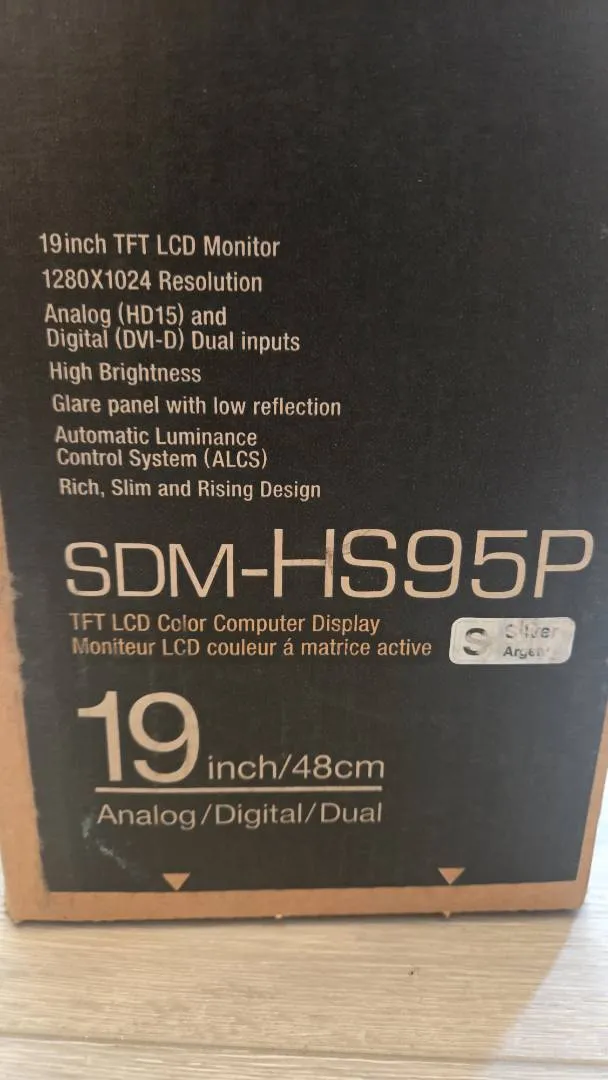 19inch TFT LCD Monitor
1280X1024 Resolution
Analog (HD15) and
Digital (DVI-D) Dual inputs
High Brightness
Glare panel with low reflection
Automatic Luminance
Control System (ALCS)
Rich, Slim and Rising Design
SDM-HS95P
TFT LCD Color Computer Display
Moniteur LCD couleur á matrice active
S Silver
Argent
19 inch/48cm
Analog/Digital/Dual